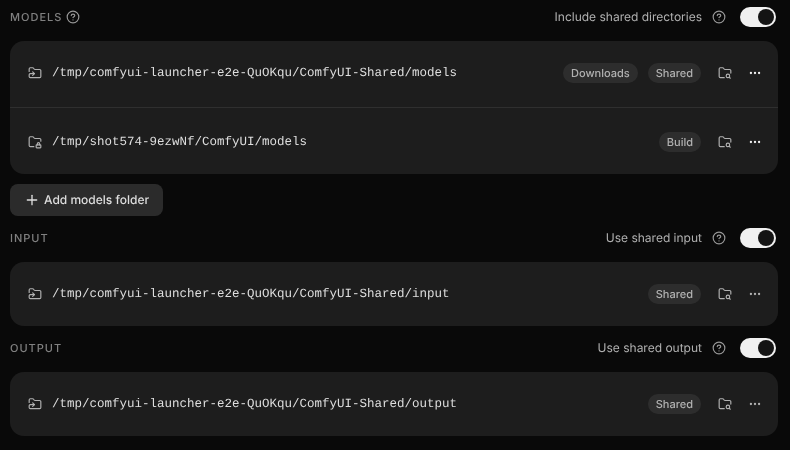 MODELS Include shared directories
/tmp/comfyui-launcher-e2e-QuOKqu/ComfyUI-Shared/models Downloads Shared
/tmp/shot574-9ezwNf/ComfyUI/models Build
+ Add models folder
INPUT Use shared input
/tmp/comfyui-launcher-e2e-QuOKqu/ComfyUI-Shared/input Shared
OUTPUT Use shared output
/tmp/comfyui-launcher-e2e-QuOKqu/ComfyUI-Shared/output Shared